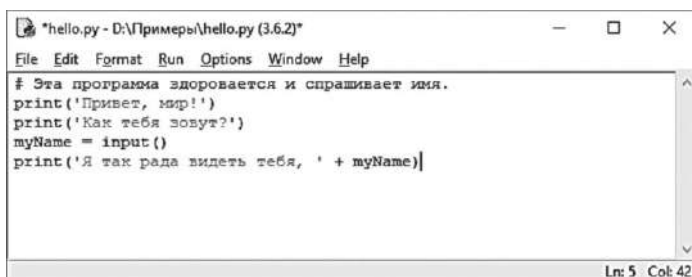 *hello.py - D:\Примеры\hello.py (3.6.2)*
File Edit Format Run Options Window Help
# Эта программа здоровается и спрашивает имя.
print('Привет, мир!')
print('Как тебя зовут?')
myName = input()
print('Я так рада видеть тебя, ' + myName)
Ln: 5 Col: 42